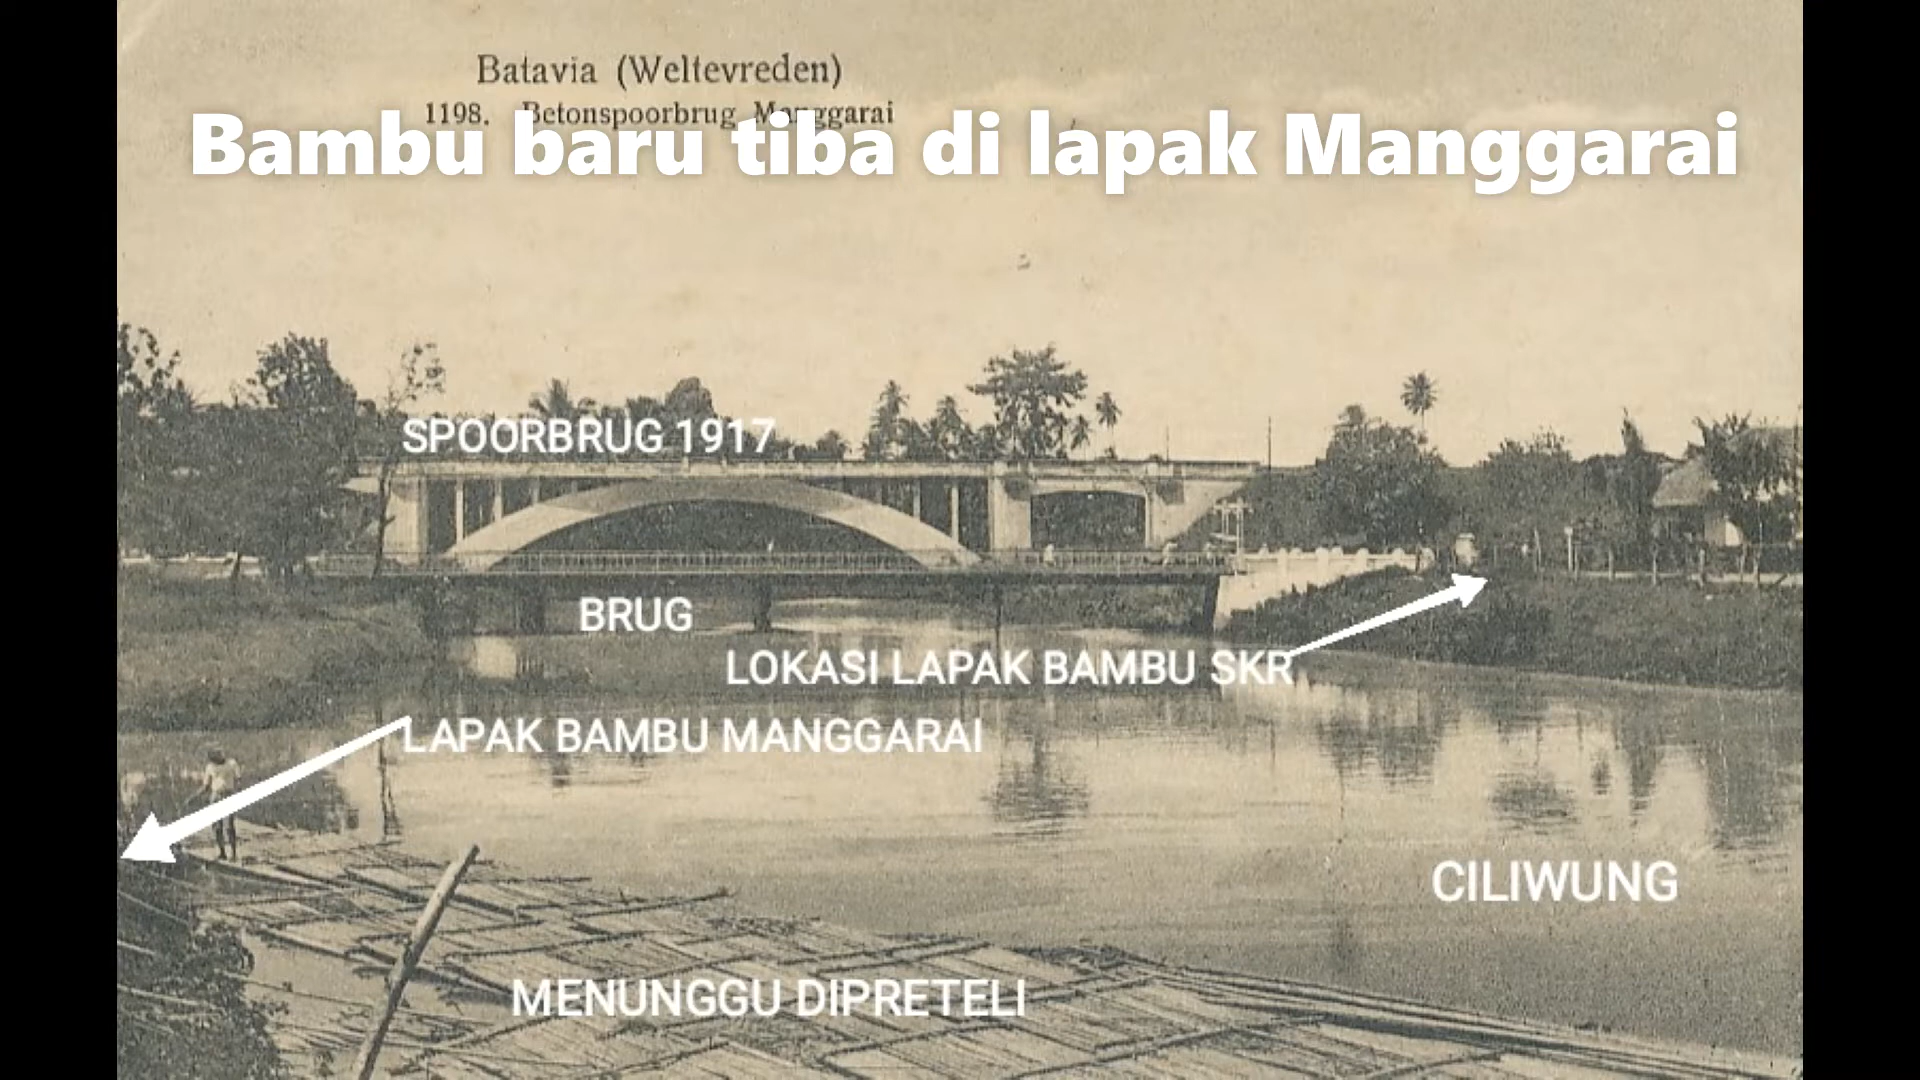 Batavia (Weltevreden)
1198. Betonspoorbrug Manggarai
Bambu baru tiba di lapak Manggarai
SPOORBRUG 1917
BRUG
LOKASI LAPAK BAMBU SKR
LAPAK BAMBU MANGGARAI
CILIWUNG
MENUNGGU DIPRETELI